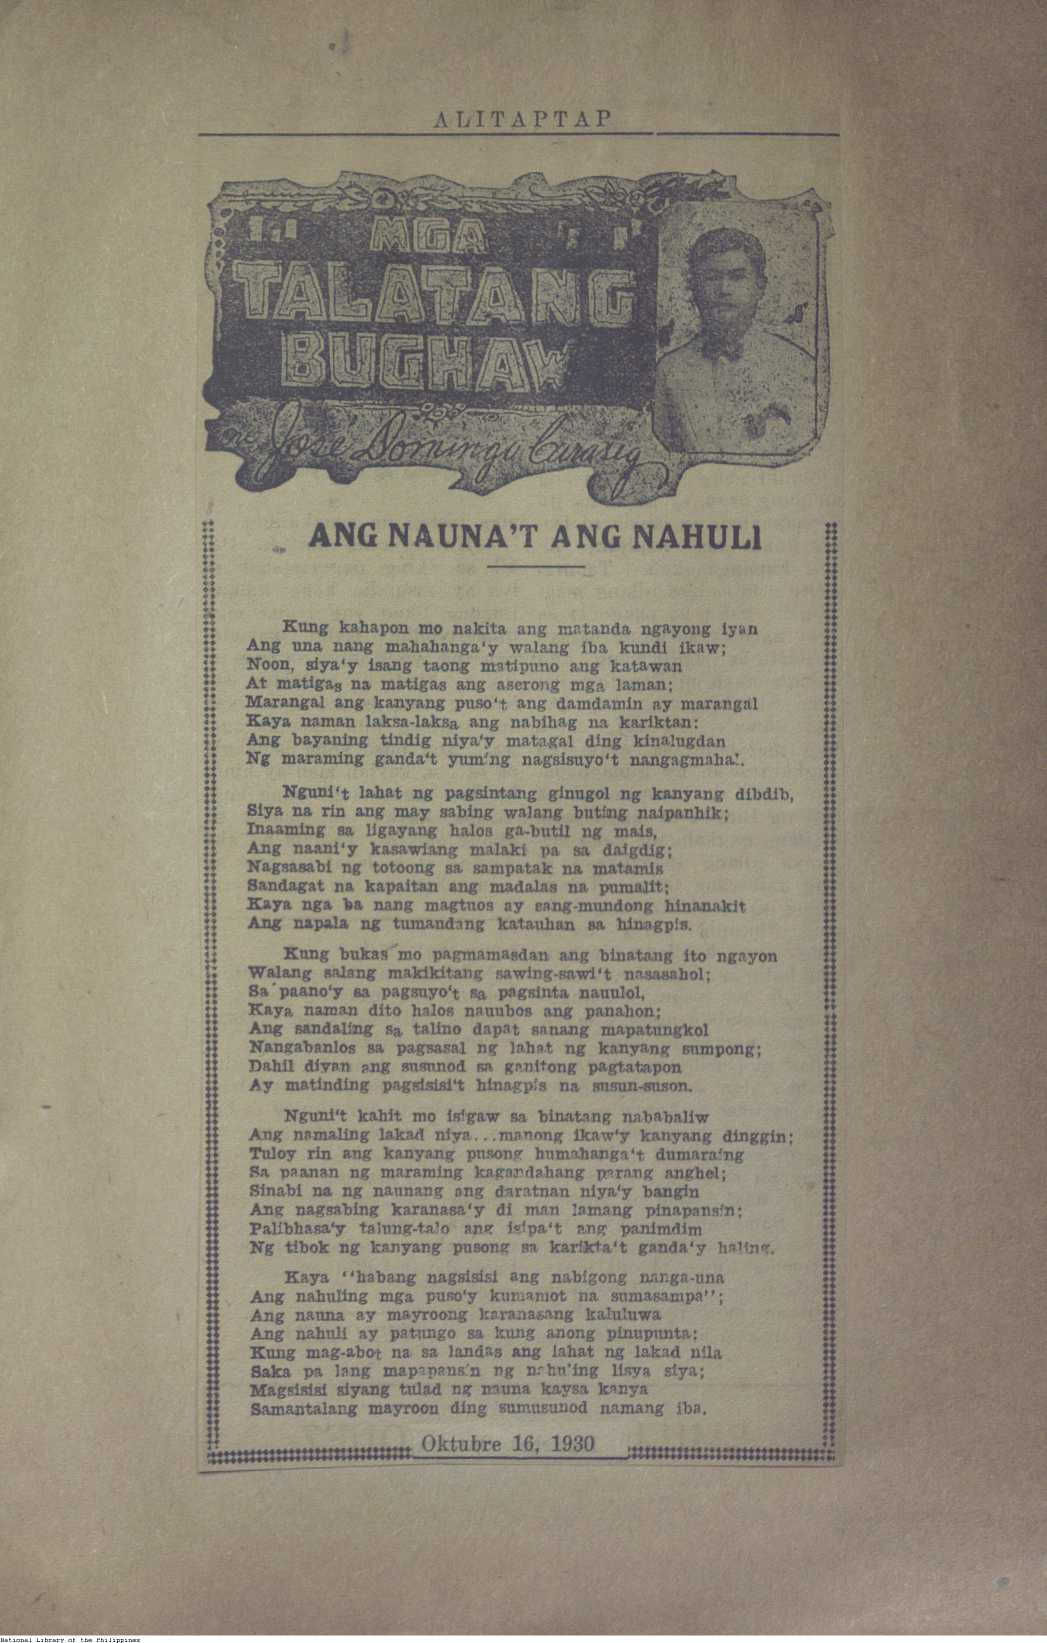 ALITAPTAP
MGA
TALATANG
BUGHAW
ni Jose Domingo Carasig
ANG NAUNA'T ANG NAHULI
Kung kahapon mo nakita ang matanda ngayong iyan
Ang una nang mahahanga'y walang iba kundi ikaw;
Noon, siya'y isang taong matipuno ang katawan
At matigas na matigas ang aserong mga laman;
Marangal ang kanyang puso't ang damdamin ay marangal
Kaya naman laksa-laksa ang nabihag na kariktan:
Ang bayaning tindig niya'y matagal ding kinalugdan
Ng maraming ganda't yuming nagsisuyo't nangagmahal.
Nguni't lahat ng pagsintang ginugol ng kanyang dibdib,
Siya na rin ang may sabing walang buting naipanhik;
Inaaming sa ligayang halos ga-butil ng mais,
Ang naani'y kasawiang malaki pa sa daigdig;
Nagsasabi ng totoong sa sampatak na matamis
Sandagat na kapaitan ang madalas na pumalit;
Kaya nga ba nang magtuos ay sang-mundong hinanakit
Ang napala ng tumandang katauhan sa hinagpis.
Kung bukas mo pagmamasdan ang binatang ito ngayon
Walang salang makikitang sawing-sawi't nasasahol;
Sa paano'y sa pagsuyo't sa pagsinta nauulol,
Kaya naman dito halos nauubos ang panahon;
Ang sandaling sa talino dapat sanang mapatungkol
Nangabanlos sa pagsasal ng lahat ng kanyang sumpong;
Dahil diyan ang susunod sa ganitong pagtatapon
Ay matinding pagsisisi't hinagpis na susun-suson.
Nguni't kahit mo isigaw sa binatang nababaliw
Ang namaling lakad niya...manong ikaw'y kanyang dinggin;
Tuloy rin ang kanyang pusong humahanga't dumaraing
Sa paanan ng maraming kagandahang parang anghel;
Sinabi na ng naunang ang daratnan niya'y bangin
Ang nagsabing karanasa'y di man lamang pinapansin;
Palibhasa'y talung-talo ang isipa't ang panimdim
Ng tibok ng kanyang pusong sa karikta't ganda'y haling.
Kaya "habang nagsisisi ang nabigong nanga-una
Ang nahuling mga puso'y kumamot na sumasampa";
Ang nauna ay mayroong karanasang kaluluwa
Ang nahuli ay patungo sa kung anong pinupunta;
Kung mag-abot na sa landas ang lahat ng lakad nila
Saka pa lang mapapansin ng nahuling lisya siya;
Magsisisi siyang tulad ng nauna kaysa kanya
Samantalang mayroon ding sumusunod namang iba.
Oktubre 16, 1930
National Library of the Philippines